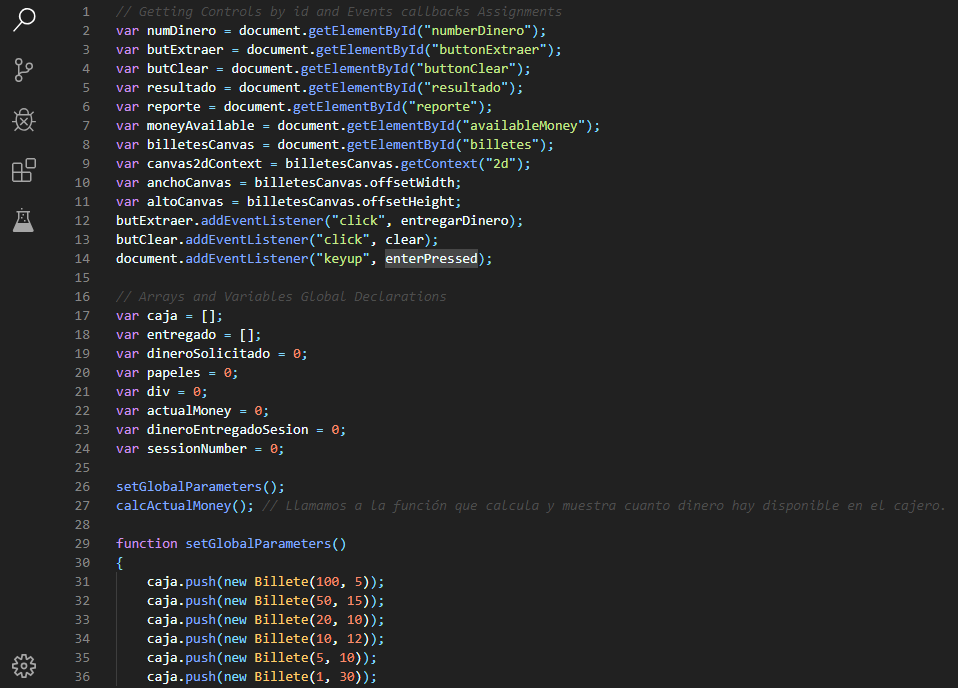 1 // Getting Controls by id and Events callbacks Assignments
2 var numDinero = document.getElementById("numberDinero");
3 var butExtraer = document.getElementById("buttonExtraer");
4 var butClear = document.getElementById("buttonClear");
5 var resultado = document.getElementById("resultado");
6 var reporte = document.getElementById("reporte");
7 var moneyAvailable = document.getElementById("availableMoney");
8 var billetesCanvas = document.getElementById("billetes");
9 var canvas2dContext = billetesCanvas.getContext("2d");
10 var anchoCanvas = billetesCanvas.offsetWidth;
11 var altoCanvas = billetesCanvas.offsetHeight;
12 butExtraer.addEventListener("click", entregarDinero);
13 butClear.addEventListener("click", clear);
14 document.addEventListener("keyup", enterPressed);
15
16 // Arrays and Variables Global Declarations
17 var caja = [];
18 var entregado = [];
19 var dineroSolicitado = 0;
20 var papeles = 0;
21 var div = 0;
22 var actualMoney = 0;
23 var dineroEntregadoSesion = 0;
24 var sessionNumber = 0;
25
26 setGlobalParameters();
27 calcActualMoney(); // Llamamos a la función que calcula y muestra cuanto dinero hay disponible en el cajero.
28
29 function setGlobalParameters()
30 {
31 caja.push(new Billete(100, 5));
32 caja.push(new Billete(50, 15));
33 caja.push(new Billete(20, 10));
34 caja.push(new Billete(10, 12));
35 caja.push(new Billete(5, 10));
36 caja.push(new Billete(1, 30));